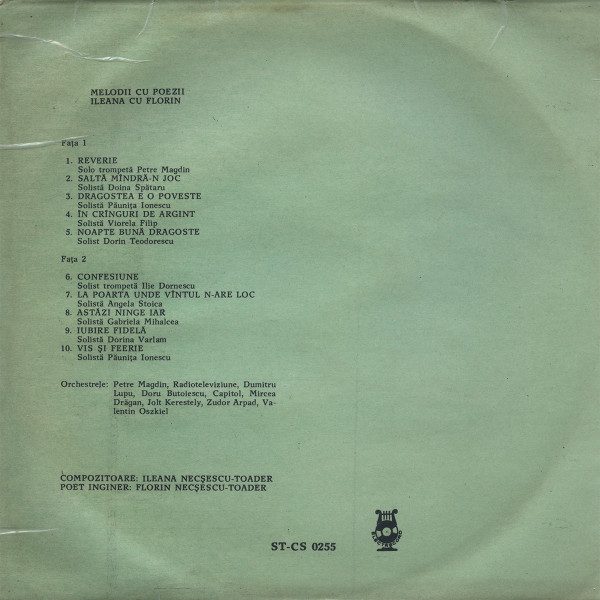 MELODII CU POEZII
ILEANA CU FLORIN
Fața 1
1. REVERIE
Solo trompetă Petre Magdin
2. SALTĂ MÎNDRĂ-N JOC
Solistă Doina Spătaru
3. DRAGOSTEA E O POVESTE
Solistă Păunița Ionescu
4. ÎN CRÎNGURI DE ARGINT
Solistă Viorela Filip
5. NOAPTE BUNĂ DRAGOSTE
Solist Dorin Teodorescu
Fața 2
6. CONFESIUNE
Solist trompetă Ilie Dornescu
7. LA POARTA UNDE VÎNTUL N-ARE LOC
Solistă Angela Stoica
8. ASTĂZI NINGE IAR
Solistă Gabriela Mihalcea
9. IUBIRE FIDELĂ
Solistă Dorina Varlam
10. VIS ȘI FEERIE
Solistă Păunița Ionescu
Orchestrele: Petre Magdin, Radioteleviziune, Dumitru
Lupu, Doru Butoiescu, Capitol, Mircea
Drăgan, Jolt Kerestely, Zudor Arpad, Va-
lentin Oszkiel
COMPOZITOARE: ILEANA NECȘESCU-TOADER
POET INGINER: FLORIN NECȘESCU-TOADER
ST-CS 0255
ELECTRECORD